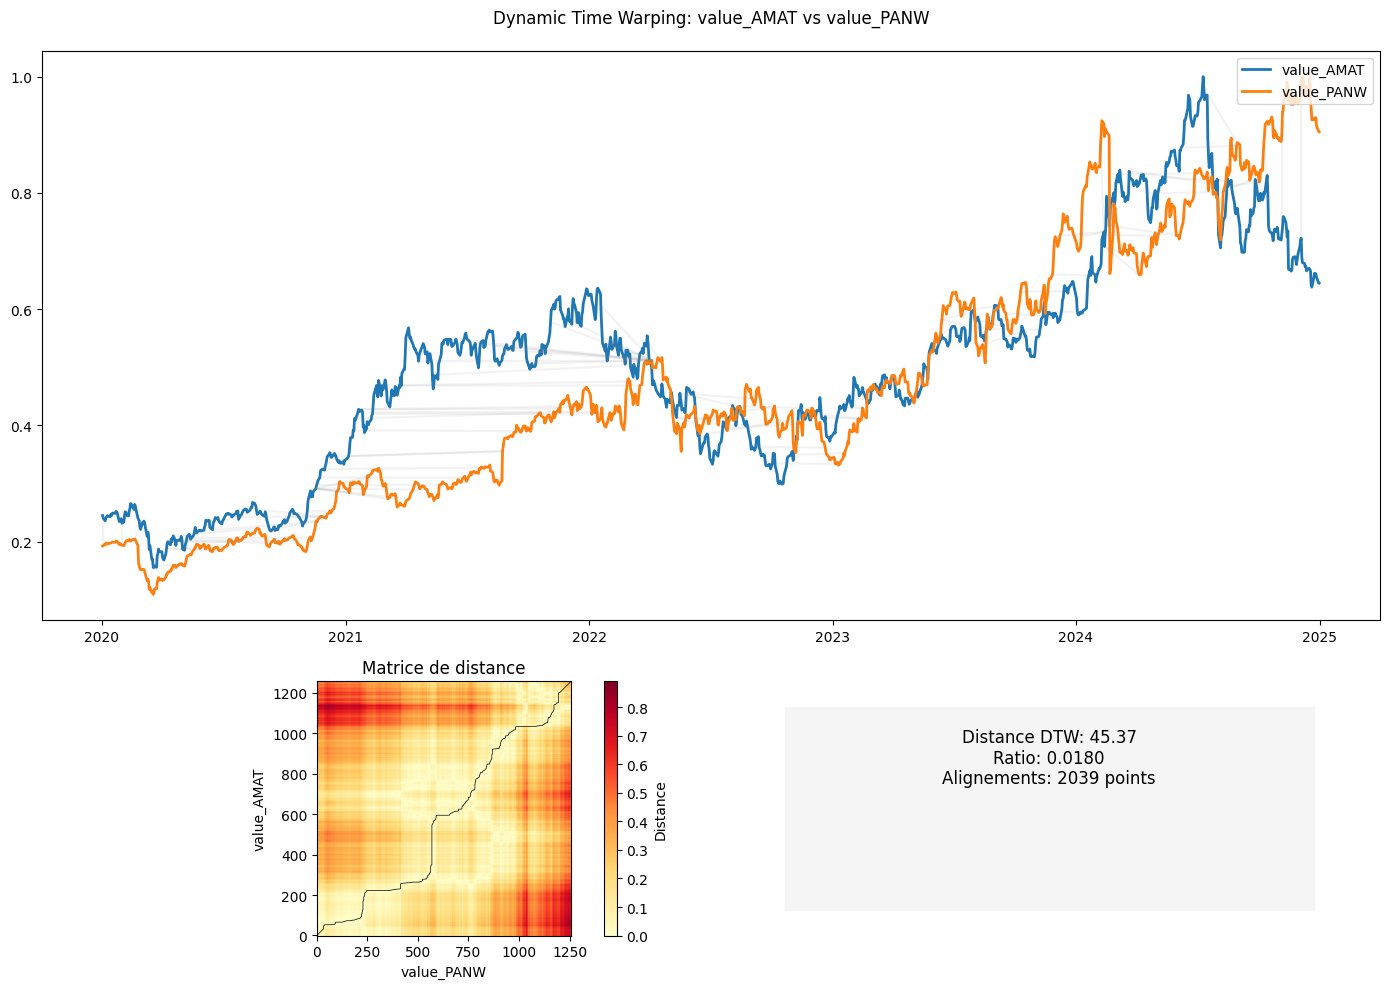 Dynamic Time Warping: value_AMAT vs value_PANW
1.0
0.8
0.6
0.4
0.2
value_AMAT
value_PANW
2020 2021 2022 2023 2024 2025
Matrice de distance
1200
1000
800
600
400
200
0
value_AMAT
0 250 500 750 1000 1250
value_PANW
0.8
0.7
0.6
0.5
0.4
0.3
0.2
0.1
0.0
Distance
Distance DTW: 45.37
Ratio: 0.0180
Alignements: 2039 points